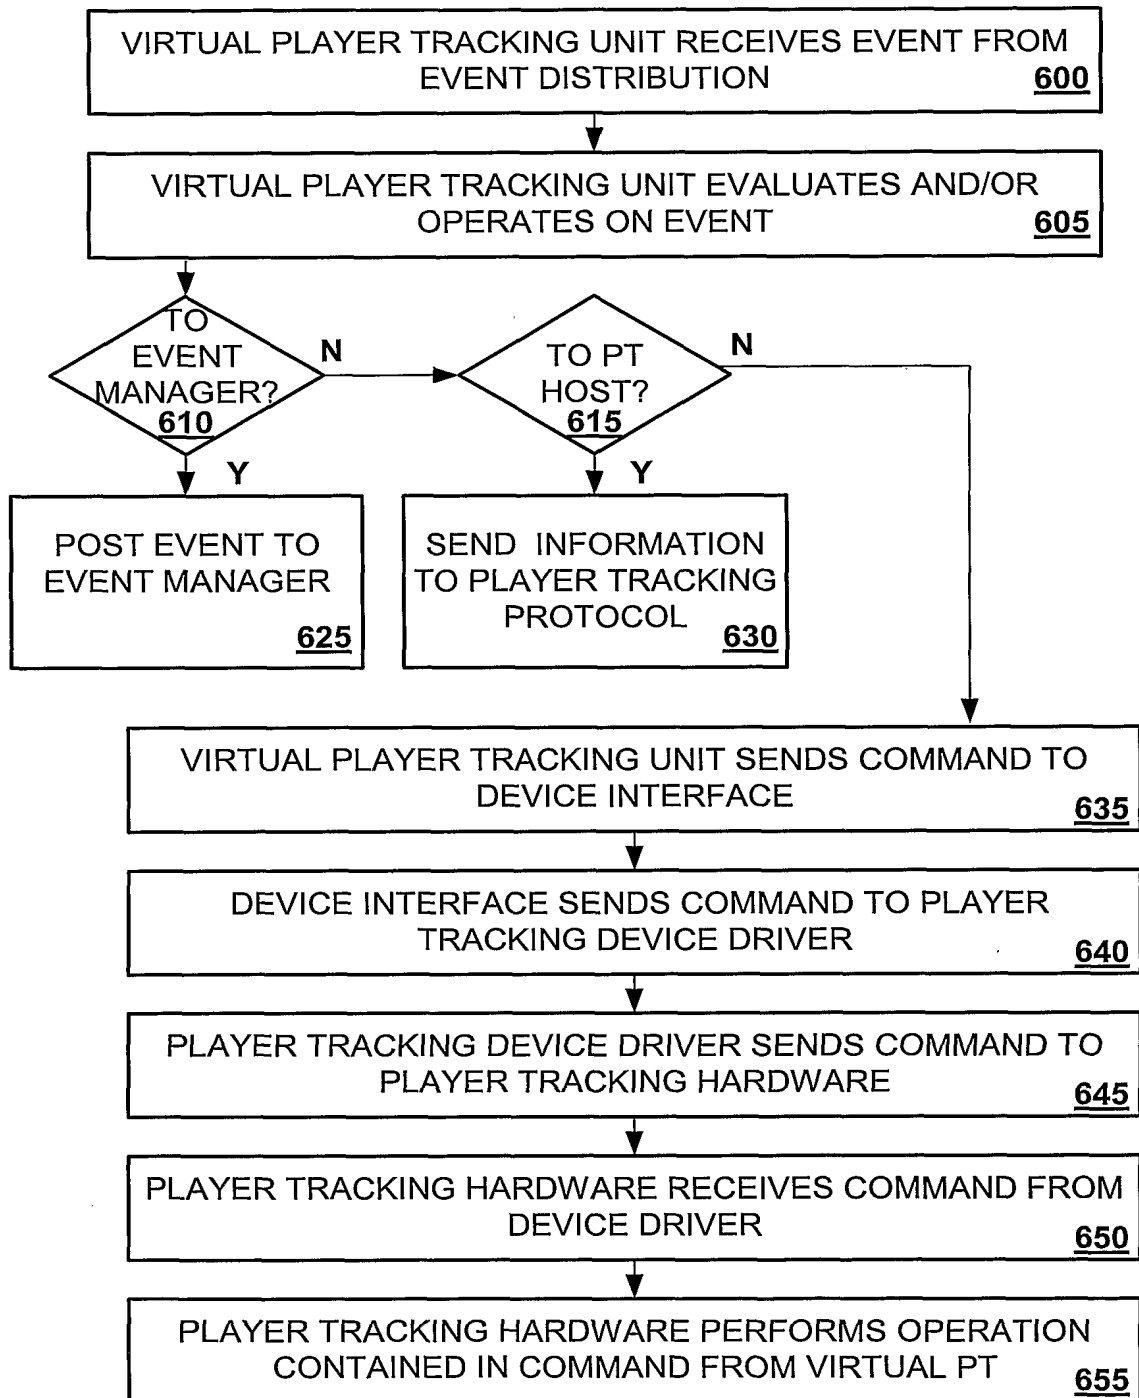 VIRTUAL PLAYER TRACKING UNIT RECEIVES EVENT FROM
EVENT DISTRIBUTION
600
VIRTUAL PLAYER TRACKING UNIT EVALUATES AND/OR
OPERATES ON EVENT
605
TO
EVENT
MANAGER?
610
N
TO PT
HOST?
615
N
Y
Y
POST EVENT TO
EVENT MANAGER
625
SEND INFORMATION
TO PLAYER TRACKING
PROTOCOL
630
VIRTUAL PLAYER TRACKING UNIT SENDS COMMAND TO
DEVICE INTERFACE
635
DEVICE INTERFACE SENDS COMMAND TO PLAYER
TRACKING DEVICE DRIVER
640
PLAYER TRACKING DEVICE DRIVER SENDS COMMAND TO
PLAYER TRACKING HARDWARE
645
PLAYER TRACKING HARDWARE RECEIVES COMMAND FROM
DEVICE DRIVER
650
PLAYER TRACKING HARDWARE PERFORMS OPERATION
CONTAINED IN COMMAND FROM VIRTUAL PT
655